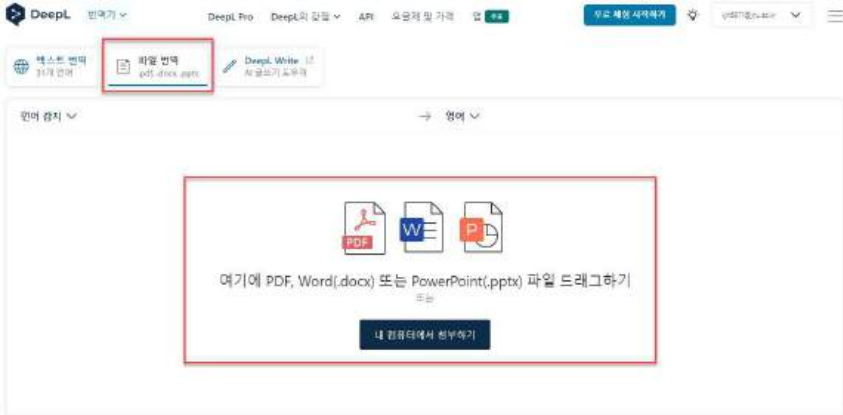 DeepL
번역기
DeepL Pro
DeepL의 강점
API
요금제 및 가격
앱 무료
무료 체험 시작하기
텍스트 번역
31개 언어
파일 번역
pdf, .docx, .pptx
DeepL Write
AI 글쓰기 도우미
언어 감지
→ 영어
PDF
W
P
여기에 PDF, Word(.docx) 또는 PowerPoint(.pptx) 파일 드래그하기
또는
내 컴퓨터에서 첨부하기